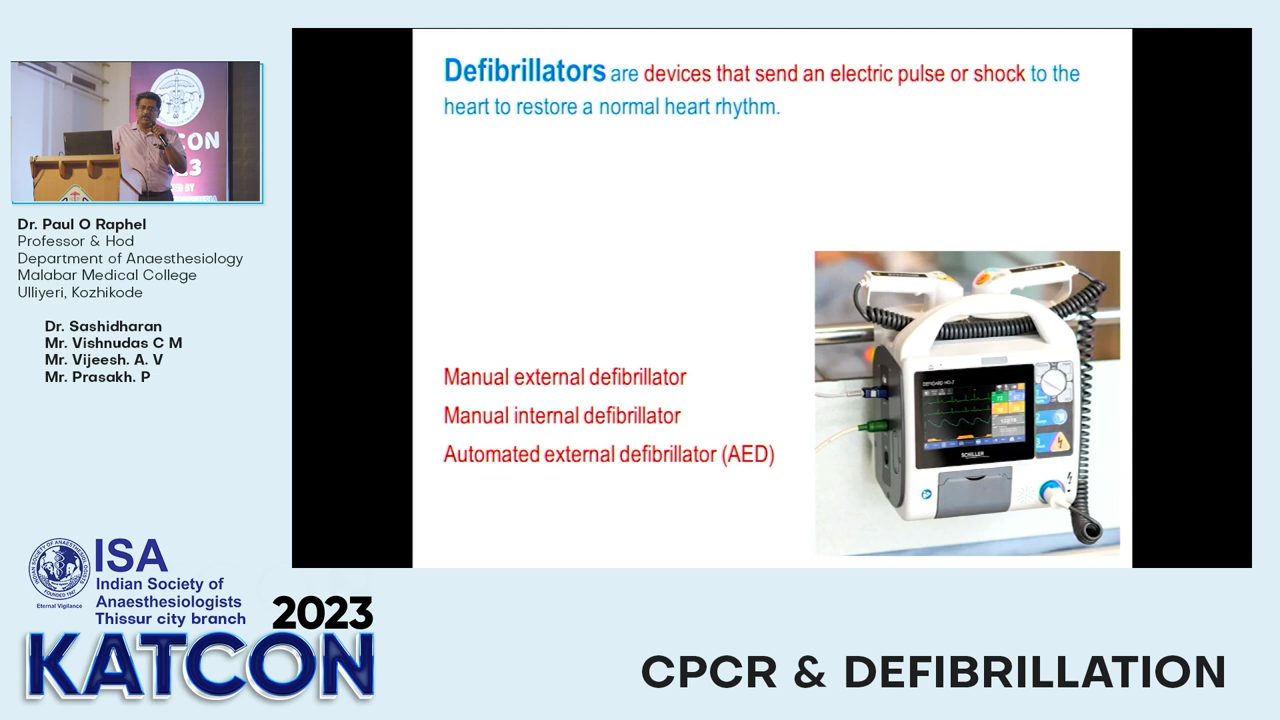 Defibrillators are devices that send an electric pulse or shock to the
heart to restore a normal heart rhythm.
Manual external defibrillator
Manual internal defibrillator
Automated external defibrillator (AED)
SCHILLER
Dr. Paul O Raphel
Professor & Hod
Department of Anaesthesiology
Malabar Medical College
Ulliyeri, Kozhikode
Dr. Sashidharan
Mr. Vishnudas C M
Mr. Vijeesh. A. V
Mr. Prasakh. P
ISA
Indian Society of
Anaesthesiologists
Thissur city branch
Eternal Vigilance
2023
KATCON
CPCR & DEFIBRILLATION